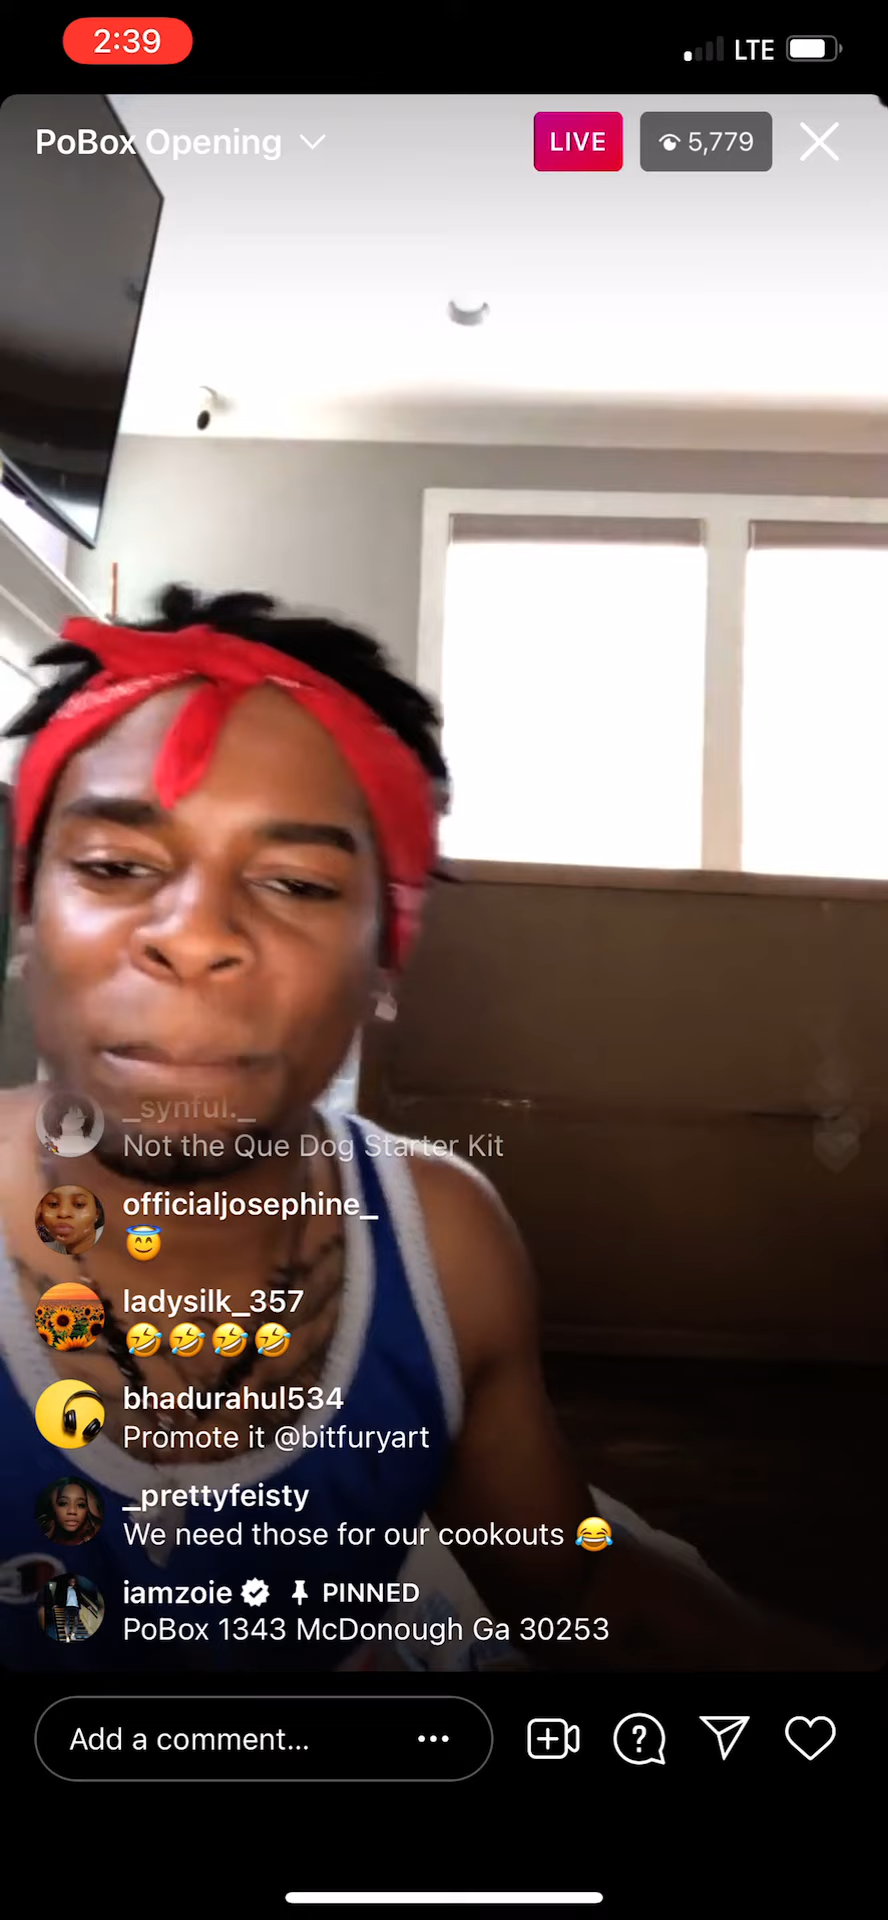 2:39
LTE
PoBox Opening
LIVE
5,779
_synful._
Not the Que Dog Starter Kit
officialjosephine_
😇
ladysilk_357
🤣🤣🤣🤣
bhadurahul534
Promote it @bitfuryart
_prettyfeisty
We need those for our cookouts 😂
iamzoie PINNED
PoBox 1343 McDonough Ga 30253
Add a comment...